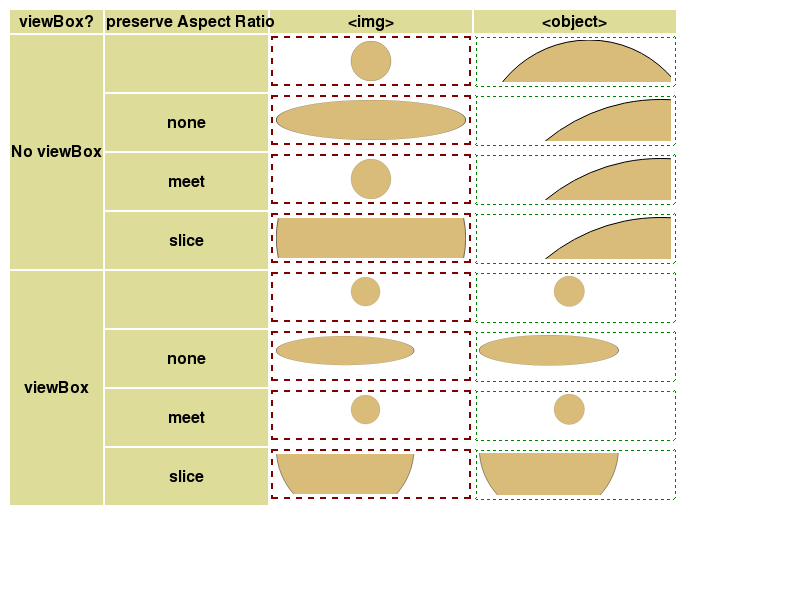 viewBox? preserve Aspect Ratio <img> <object>
No viewBox
none
meet
slice
viewBox
none
meet
slice